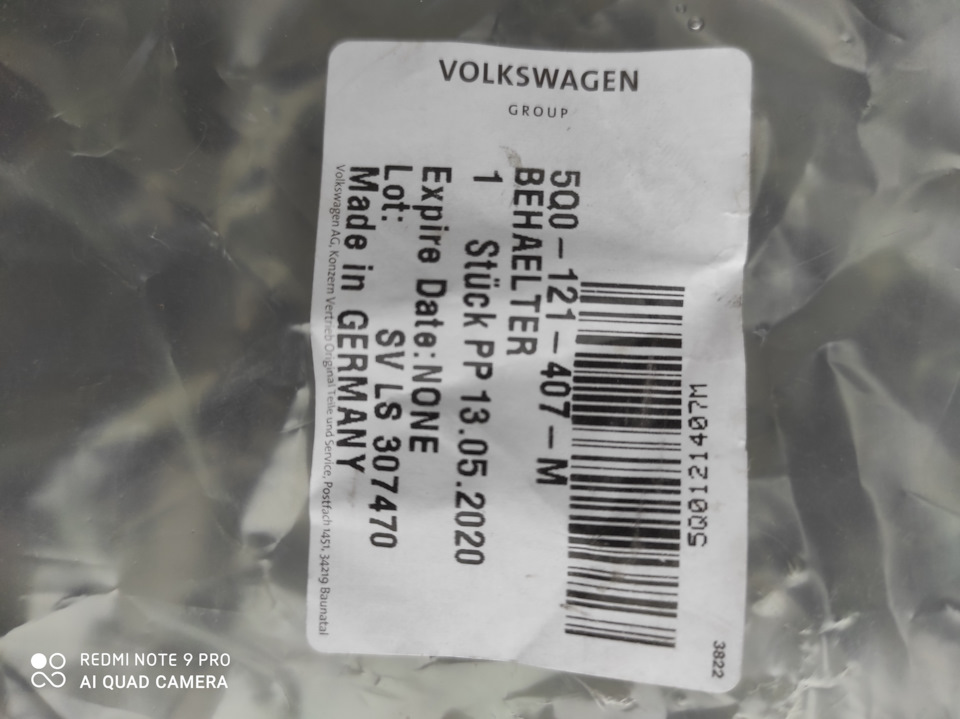 VOLKSWAGEN
GROUP
5Q0121407M
5Q0-121-407-M
BEHAELTER
1 Stück PP 13.05.2020
Expire Date:NONE
Lot: SV LS 307470
Made in GERMANY
Volkswagen AG, Konzern Vertrieb Original Teile und Service, Postfach 1451, 34219 Baunatal
3822
REDMI NOTE 9 PRO
AI QUAD CAMERA